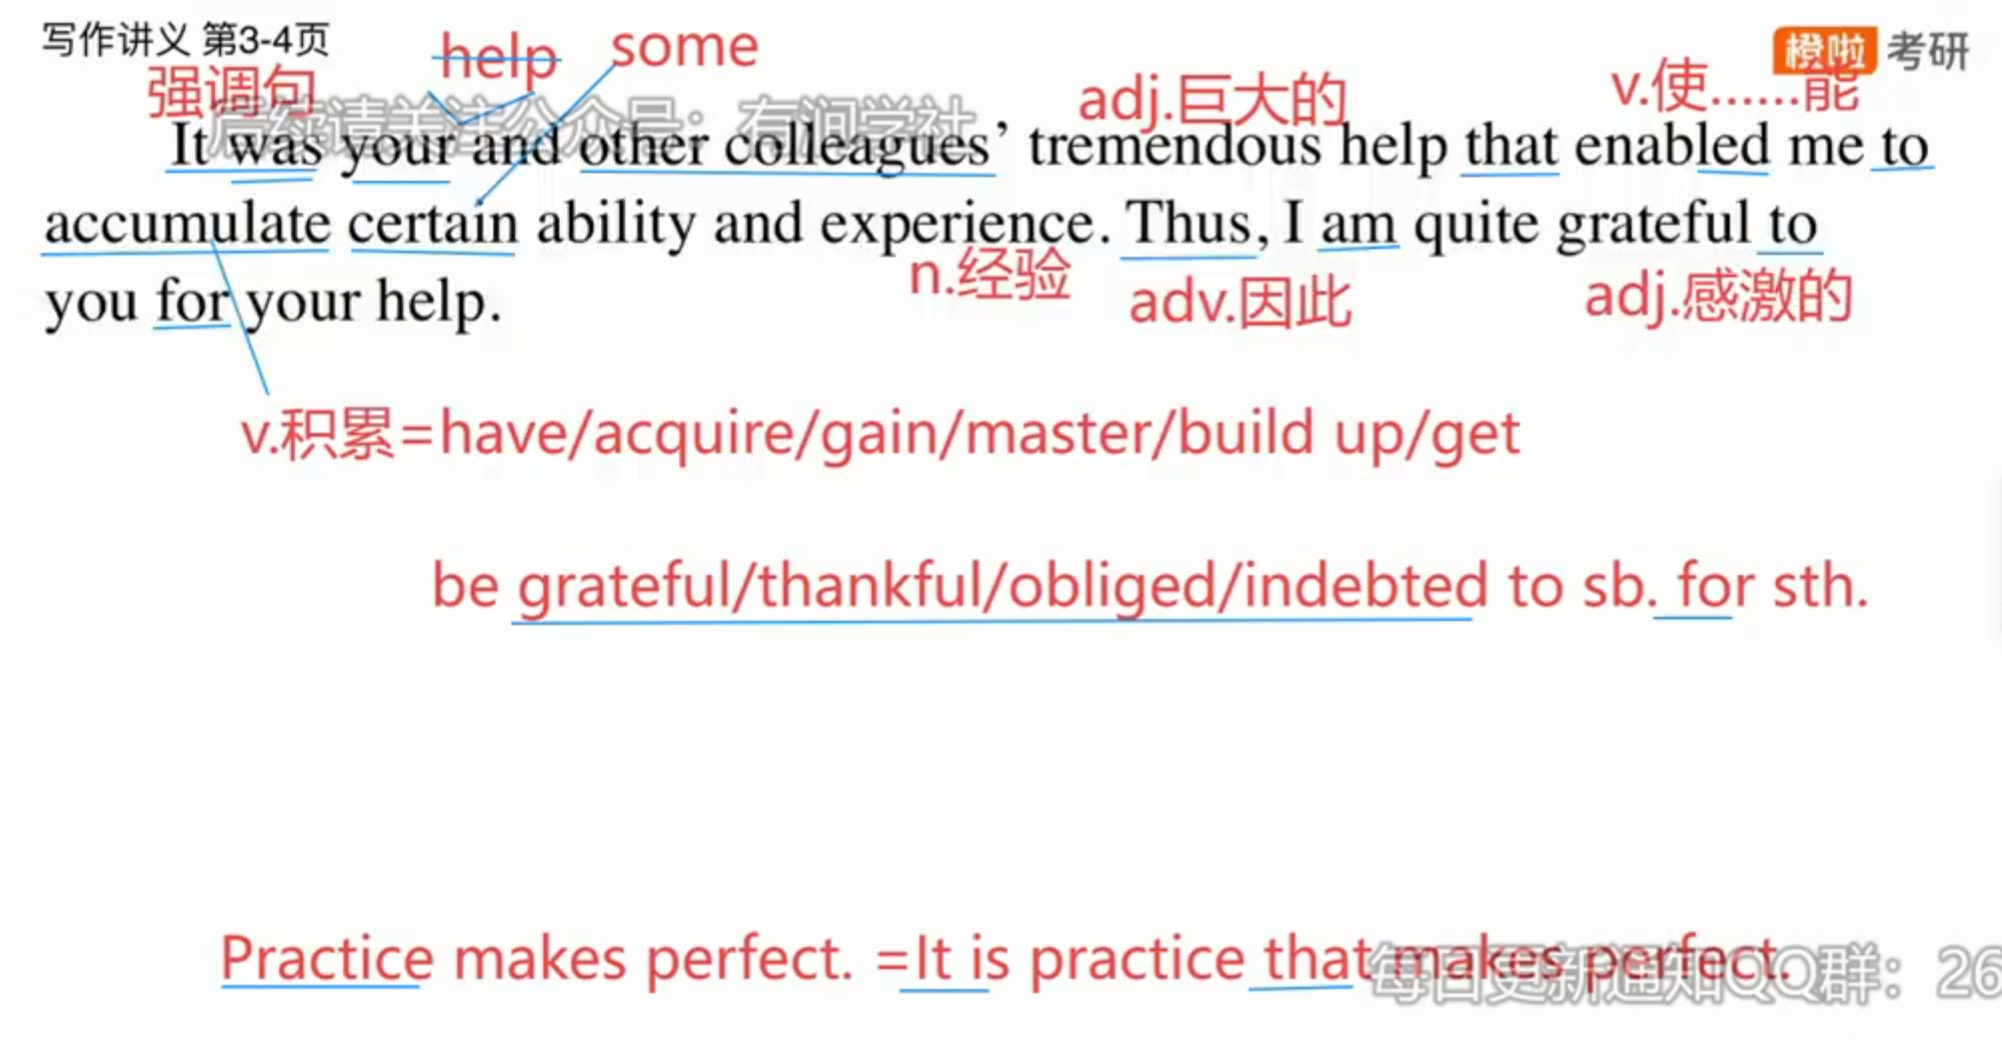 写作讲义 第3-4页
橙啦 考研
help some
强调句 adj.巨大的 v.使……能
后续请关注公众号：有润学社
It was your and other colleagues’ tremendous help that enabled me to
accumulate certain ability and experience. Thus, I am quite grateful to
n.经验 adv.因此 adj.感激的
you for your help.
v.积累=have/acquire/gain/master/build up/get
be grateful/thankful/obliged/indebted to sb. for sth.
Practice makes perfect. =It is practice that makes perfect.
每日更新通知QQ群：26